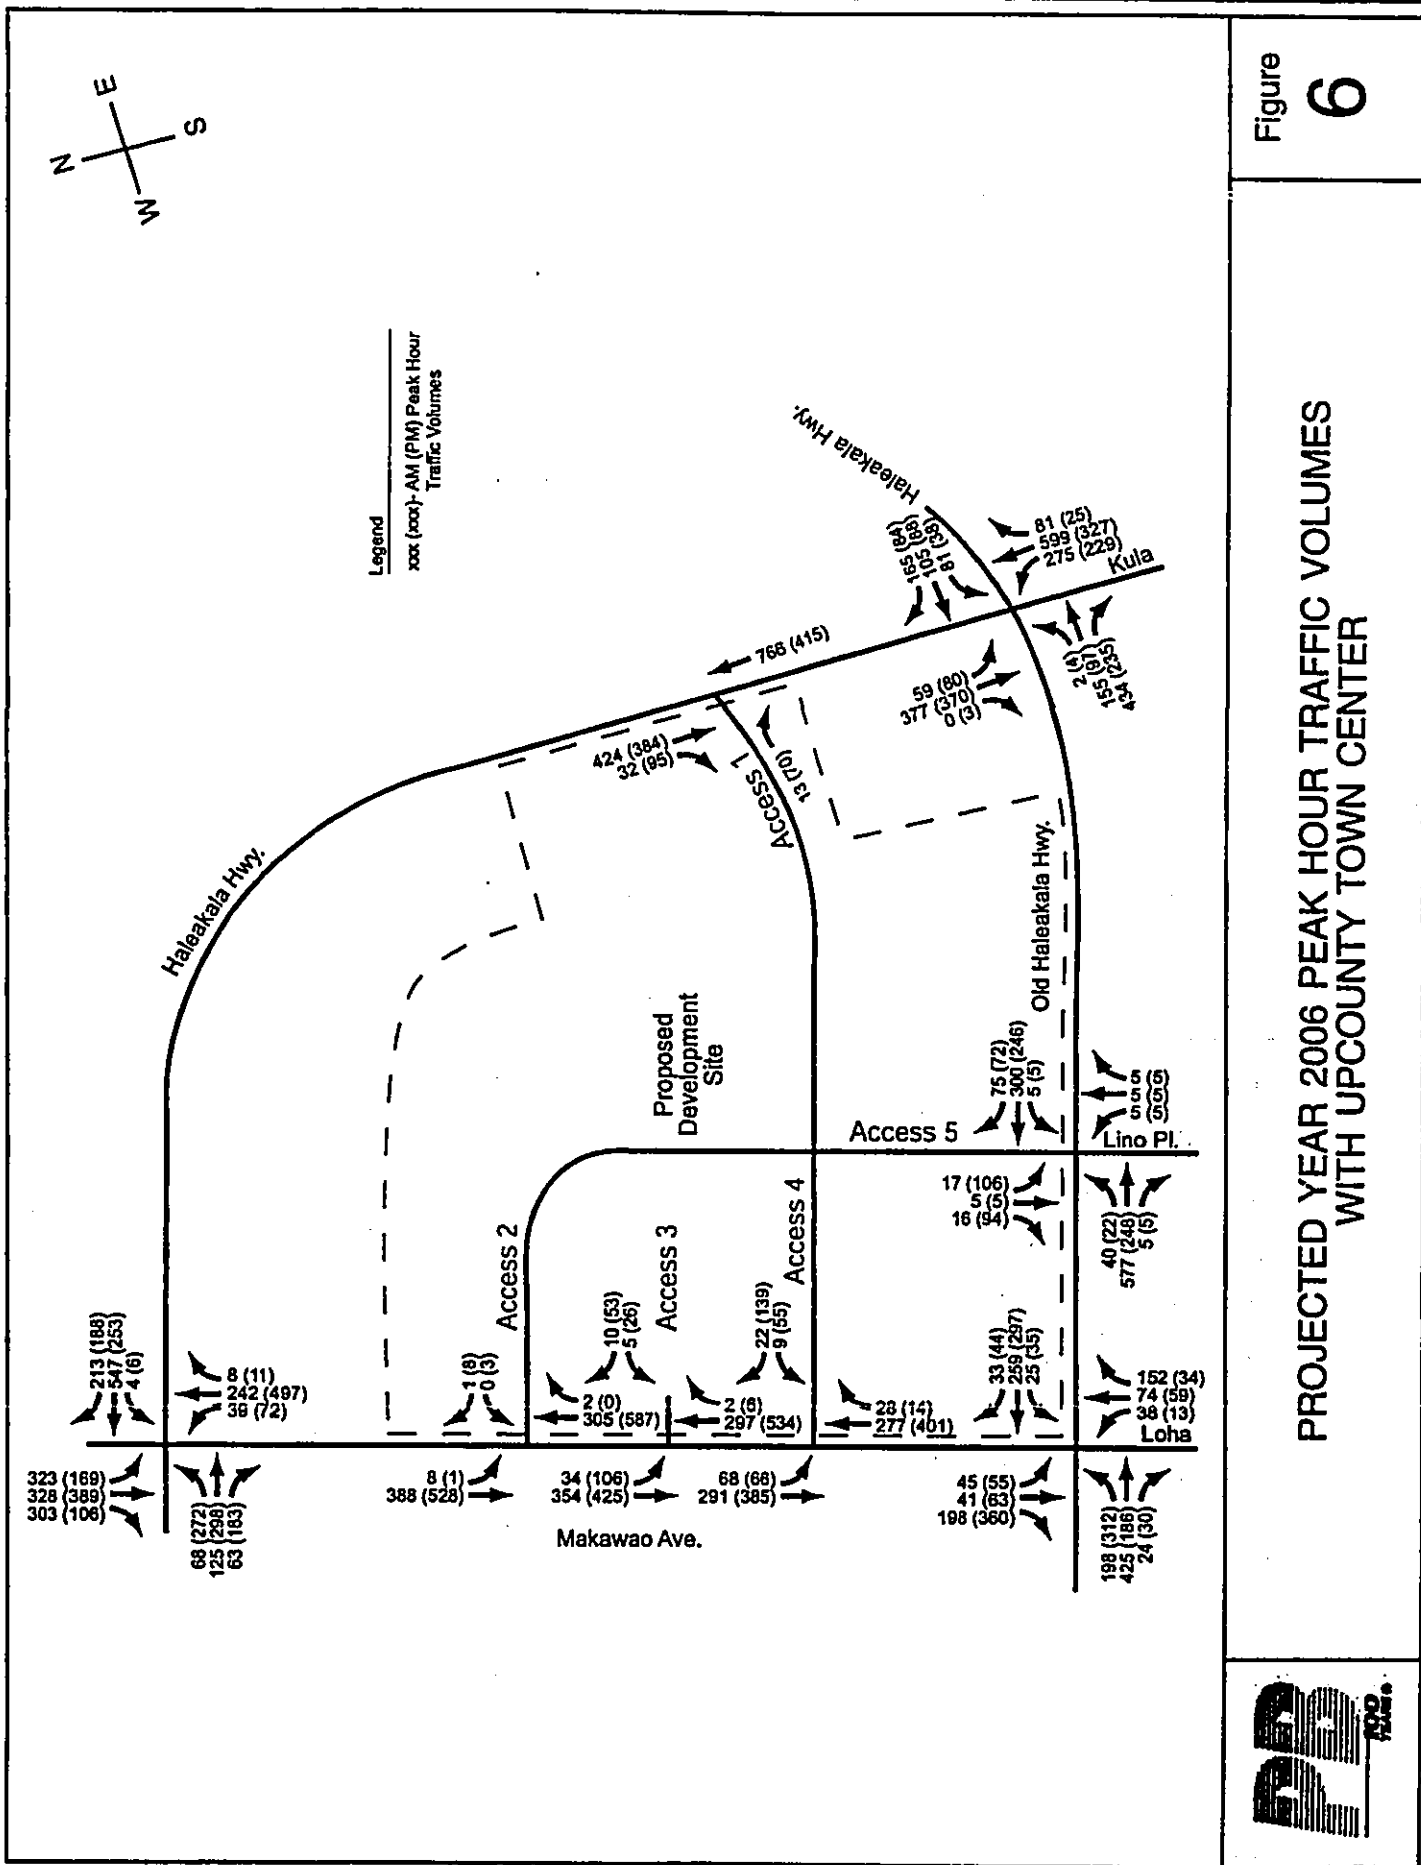 N
E
S
W
Legend
xxx (xxx)- AM (PM) Peak Hour
Traffic Volumes
Haleakala Hwy.
Haleakala Hwy.
165 (84)
105 (88)
81 (38)
81 (25)
599 (327)
275 (229)
Kula
766 (415)
59 (80)
377 (370)
0 (3)
2 (4)
155 (97)
434 (235)
424 (384)
32 (95)
Access 1
13 (70)
Proposed
Development
Site
Old Haleakala Hwy.
75 (72)
300 (246)
5 (5)
Access 5
5 (5)
5 (5)
5 (5)
Lino Pl.
17 (106)
5 (5)
16 (94)
40 (22)
577 (248)
5 (5)
Access 2
Access 3
Access 4
213 (188)
547 (253)
4 (6)
8 (11)
242 (497)
39 (72)
323 (169)
328 (389)
303 (106)
68 (272)
125 (298)
63 (183)
1 (8)
0 (3)
10 (53)
5 (26)
22 (139)
9 (55)
2 (0)
305 (587)
2 (6)
297 (534)
28 (14)
277 (401)
33 (44)
259 (297)
25 (35)
152 (34)
74 (59)
38 (13)
Loha
8 (1)
388 (528)
34 (106)
354 (425)
68 (66)
291 (385)
45 (55)
41 (63)
198 (360)
198 (312)
425 (186)
24 (30)
Makawao Ave.
PROJECTED YEAR 2006 PEAK HOUR TRAFFIC VOLUMES
WITH UPCOUNTY TOWN CENTER
Figure
6
PB
100
YEARS